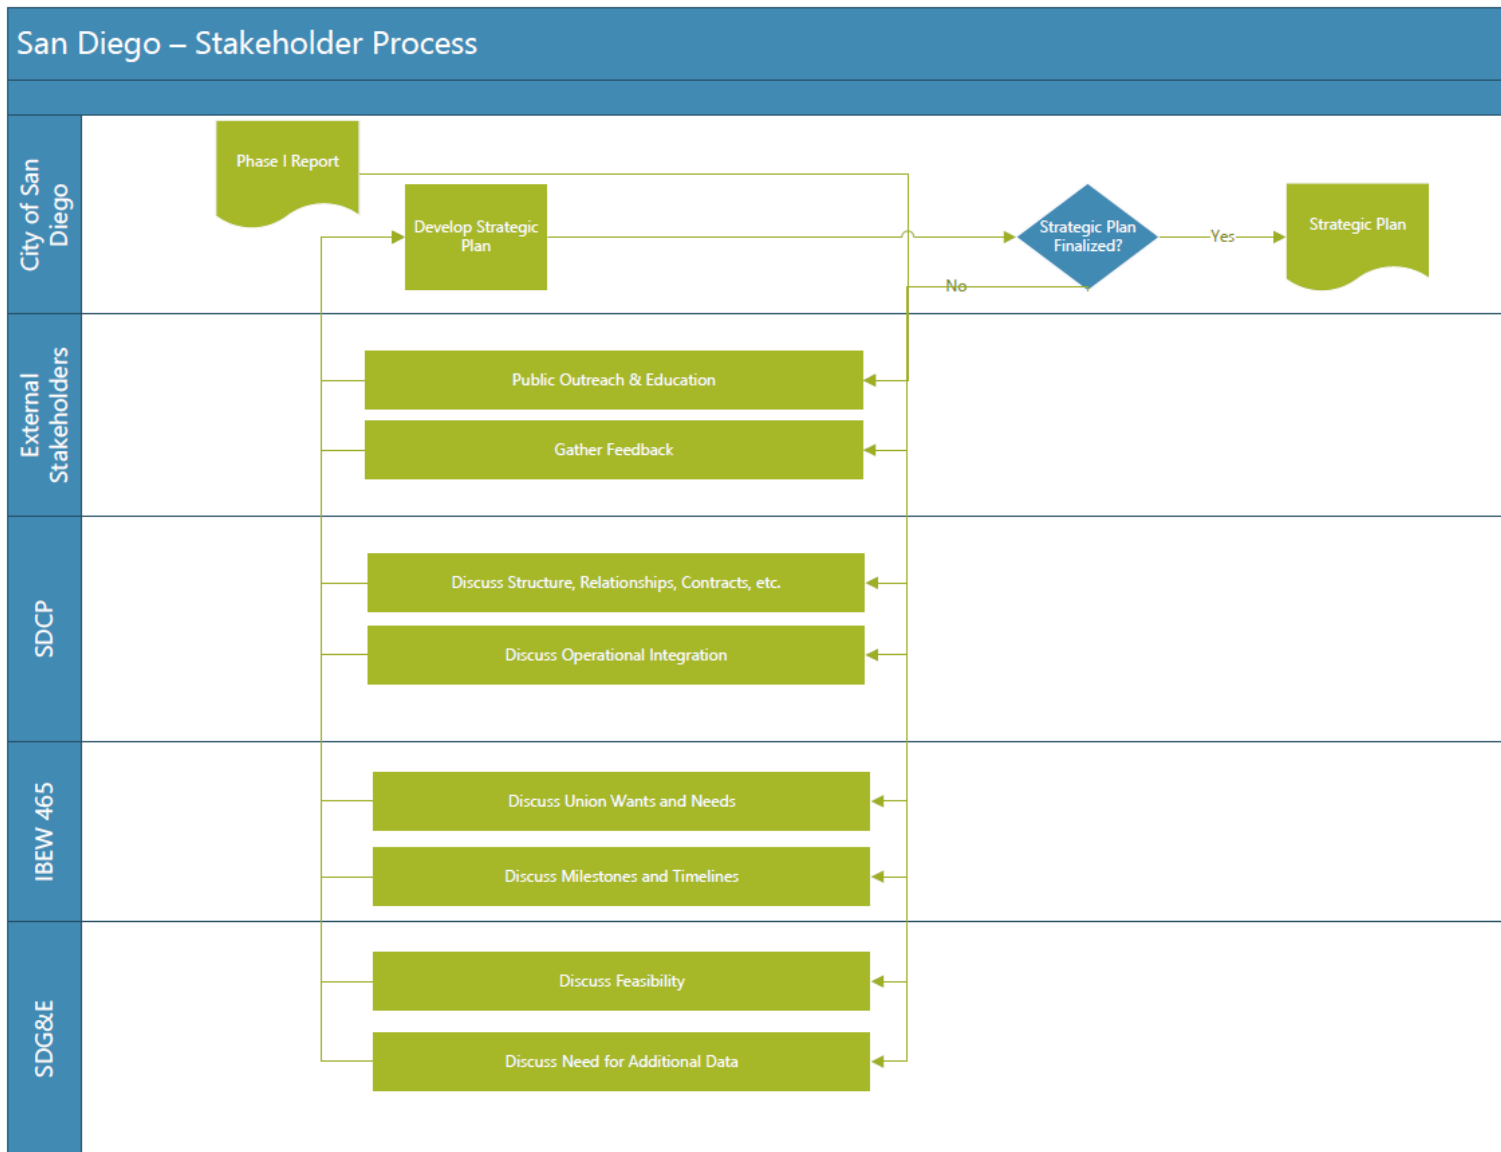 San Diego – Stakeholder Process
City of San
Diego
Phase I Report
Develop Strategic
Plan
Strategic Plan
Finalized?
Yes
Strategic Plan
No
External
Stakeholders
Public Outreach & Education
Gather Feedback
SDCP
Discuss Structure, Relationships, Contracts, etc.
Discuss Operational Integration
IBEW 465
Discuss Union Wants and Needs
Discuss Milestones and Timelines
SDG&E
Discuss Feasibility
Discuss Need for Additional Data